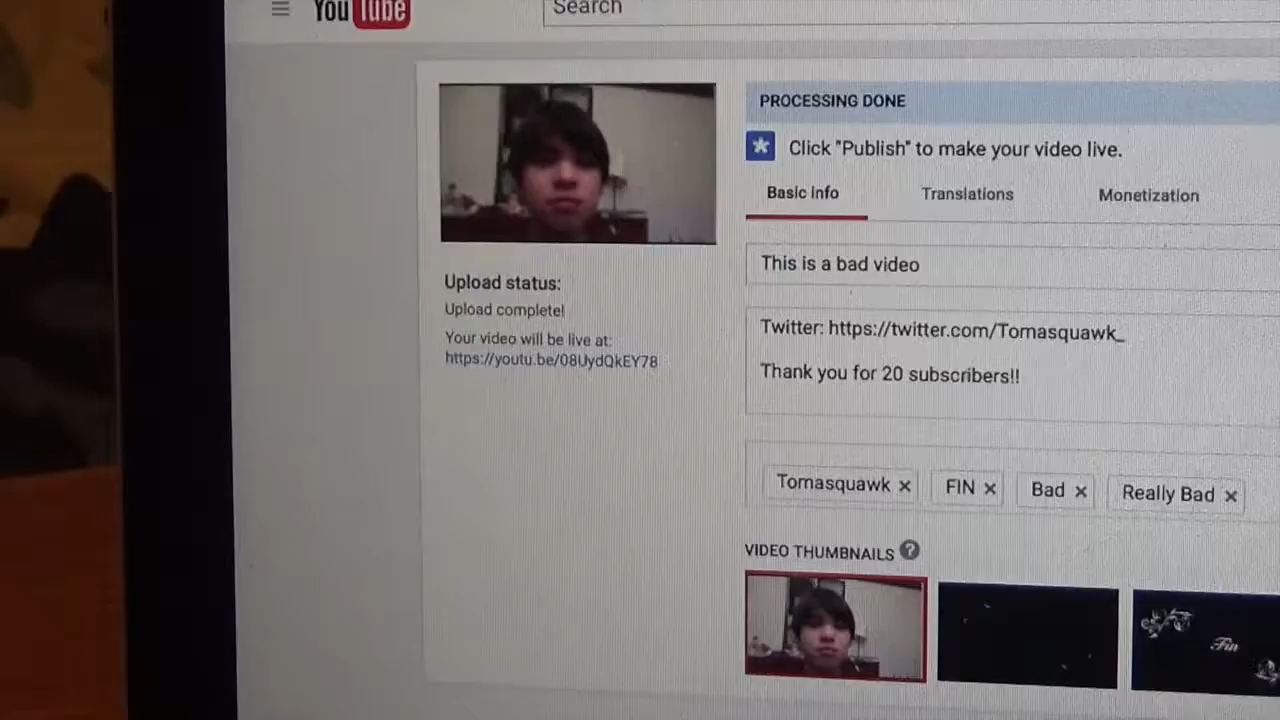 YouTube
Search
PROCESSING DONE
Click "Publish" to make your video live.
Basic info
Translations
Monetization
This is a bad video
Upload status:
Upload complete!
Your video will be live at:
https://youtu.be/08UydQkEY78
Twitter: https://twitter.com/Tomasquawk_
Thank you for 20 subscribers!!
Tomasquawk × FIN × Bad × Really Bad ×
VIDEO THUMBNAILS ?
Fin